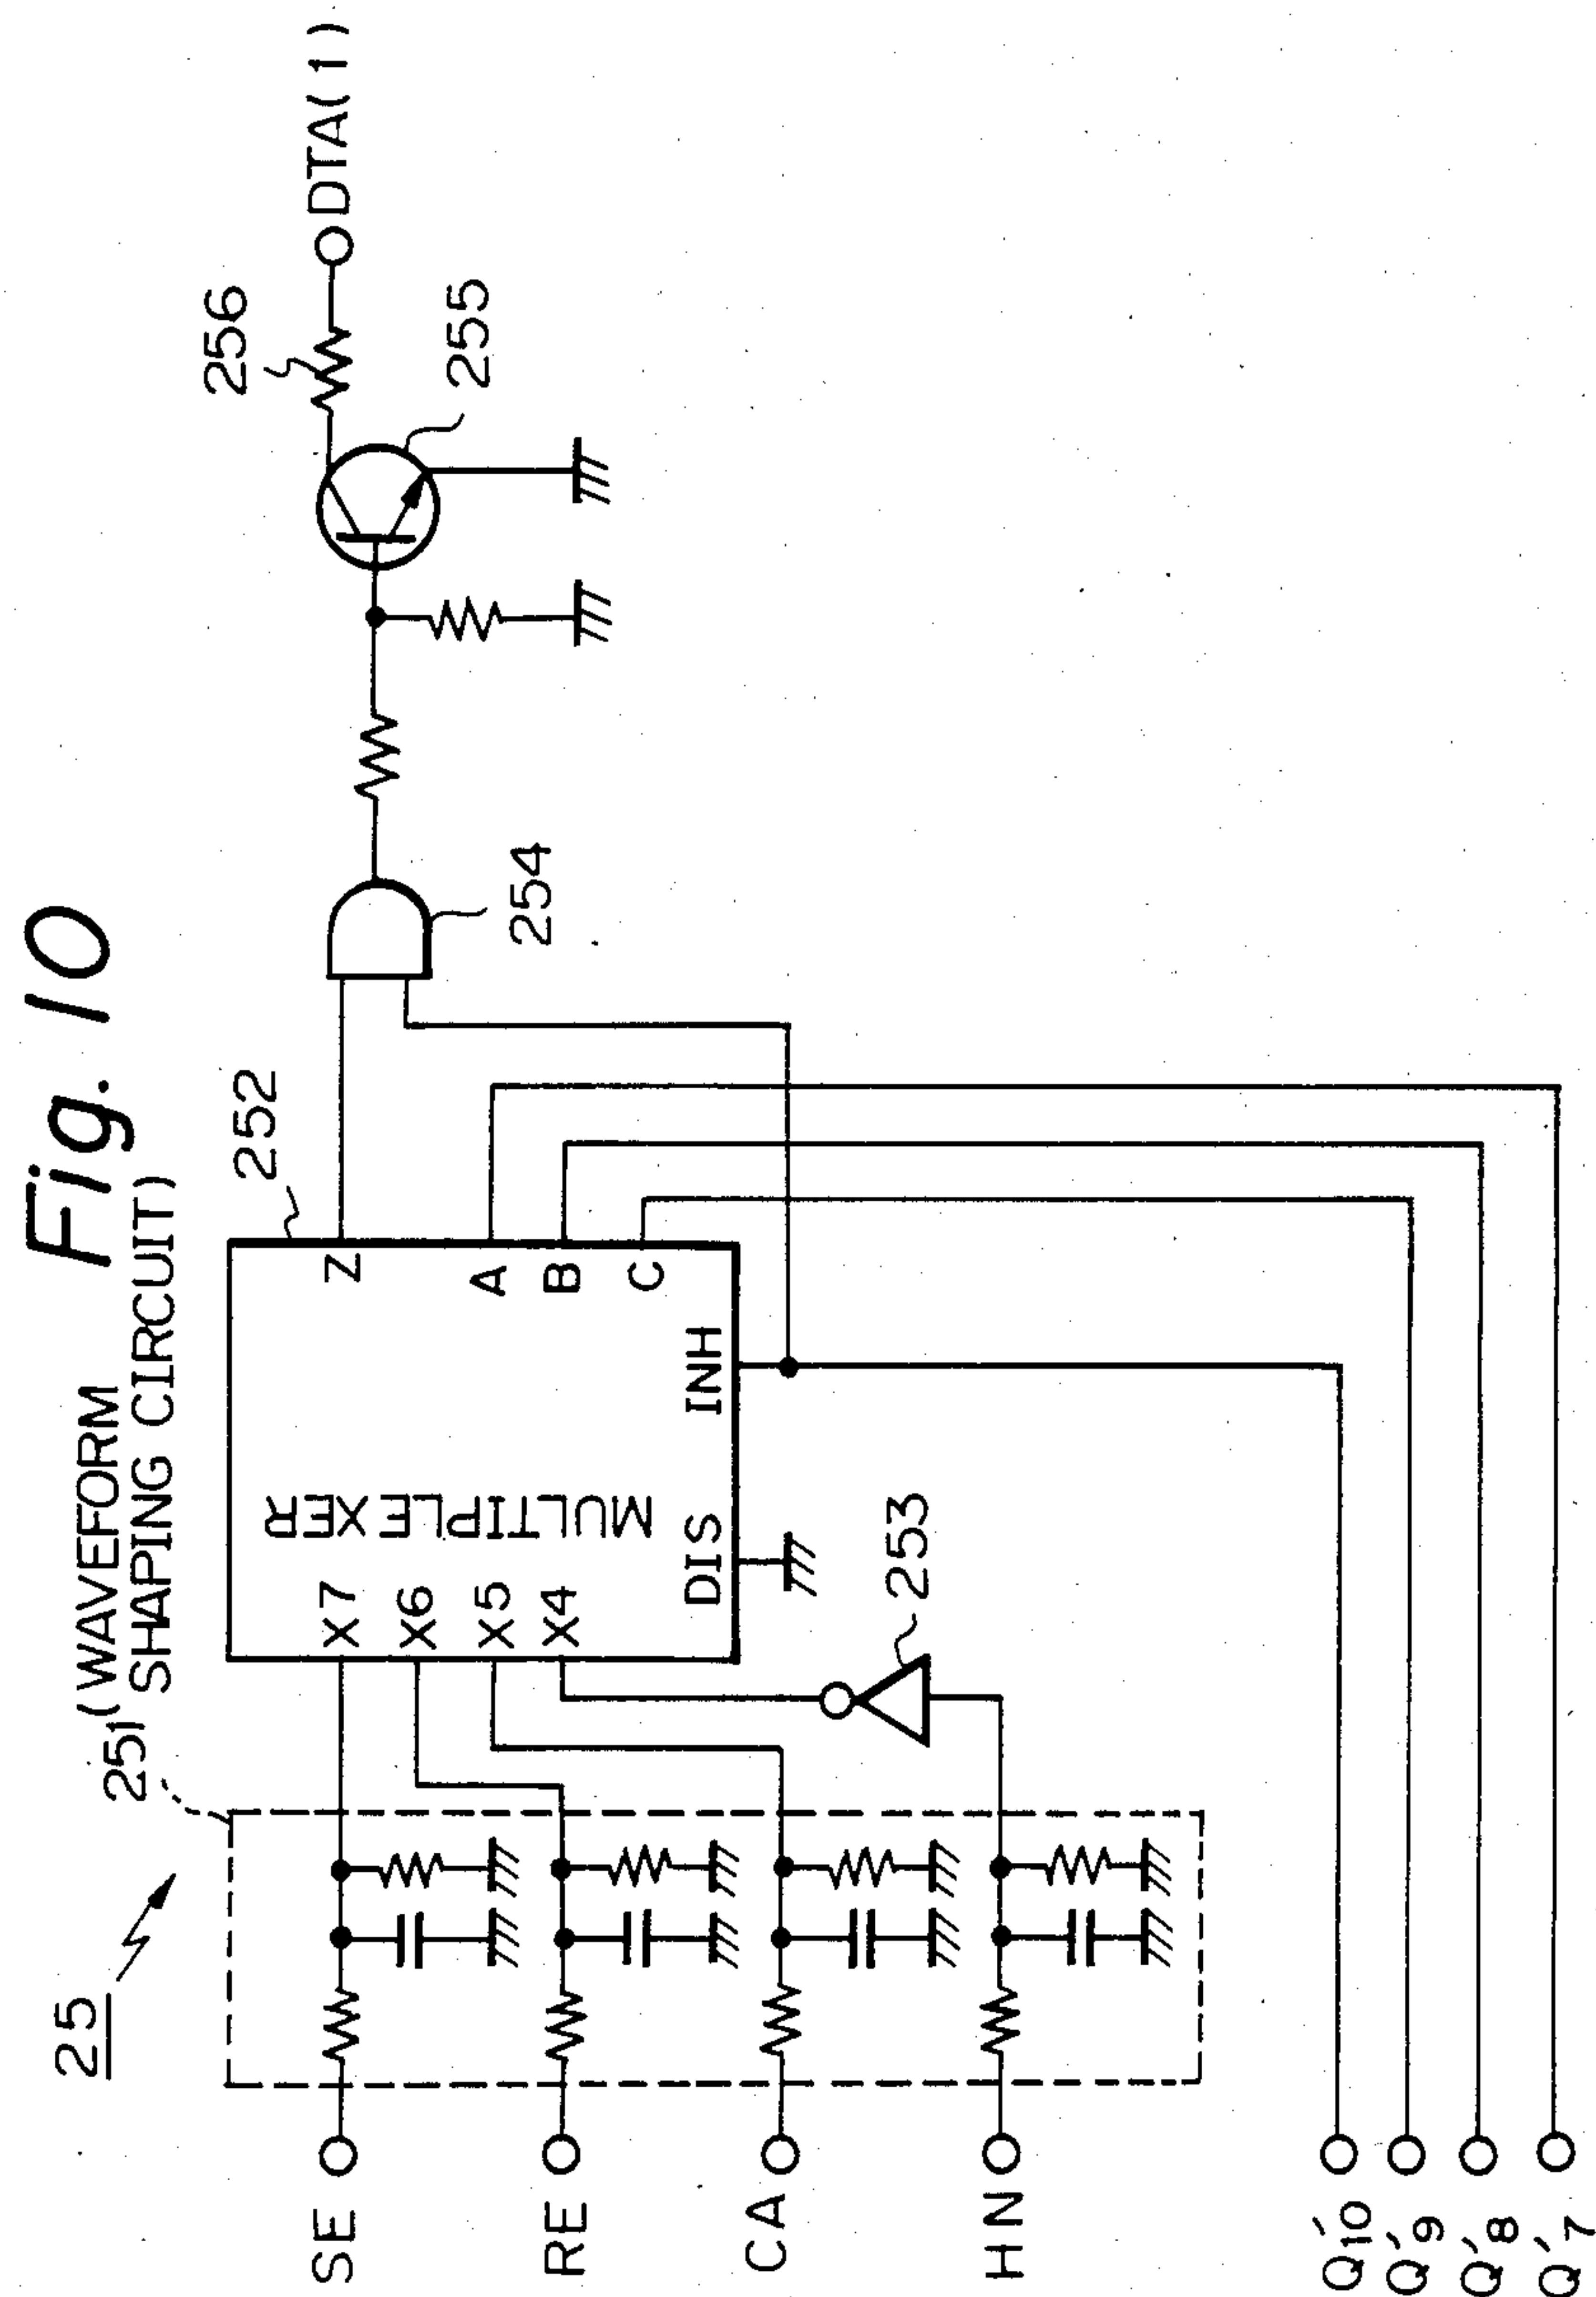 Fig. 10
25
251 (WAVEFORM
SHAPING CIRCUIT)
252
256
DTA(1)
255
254
253
SE
RE
CA
HN
X7
X6
X5
X4
MULTIPLEXER
Z
A
B
C
DIS
INH
Q'10
Q'9
Q'8
Q'7